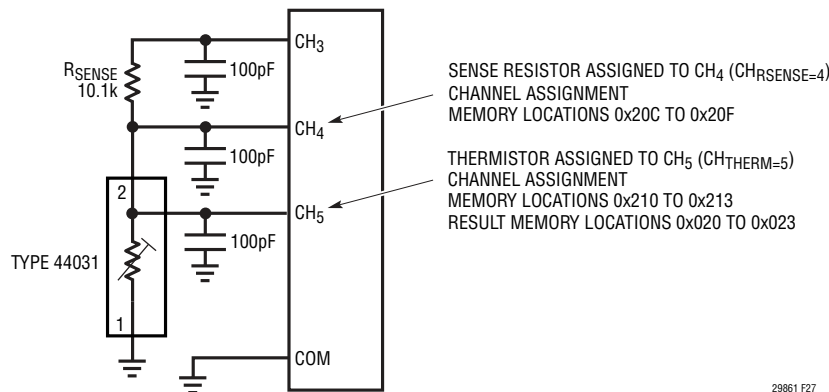 CH3
RSENSE
10.1k
100pF
SENSE RESISTOR ASSIGNED TO CH4 (CHRSENSE=4)
CHANNEL ASSIGNMENT
MEMORY LOCATIONS 0x20C TO 0x20F
CH4
100pF
THERMISTOR ASSIGNED TO CH5 (CHTHERM=5)
CHANNEL ASSIGNMENT
MEMORY LOCATIONS 0x210 TO 0x213
RESULT MEMORY LOCATIONS 0x020 TO 0x023
2
CH5
100pF
TYPE 44031
1
COM
29861 F27